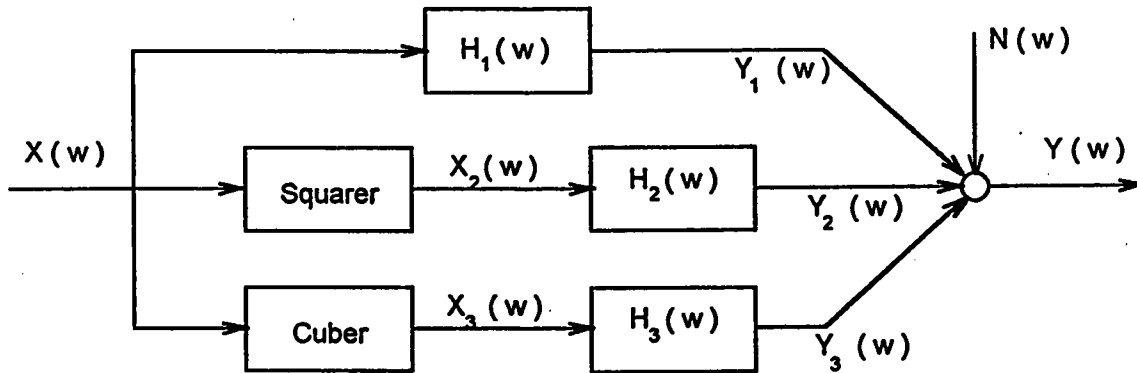 H₁(w)
N(w)
Y₁ (w)
X(w)
Squarer
X₂(w)
H₂(w)
Y(w)
Y₂ (w)
Cuber
X₃ (w)
H₃(w)
Y₃ (w)